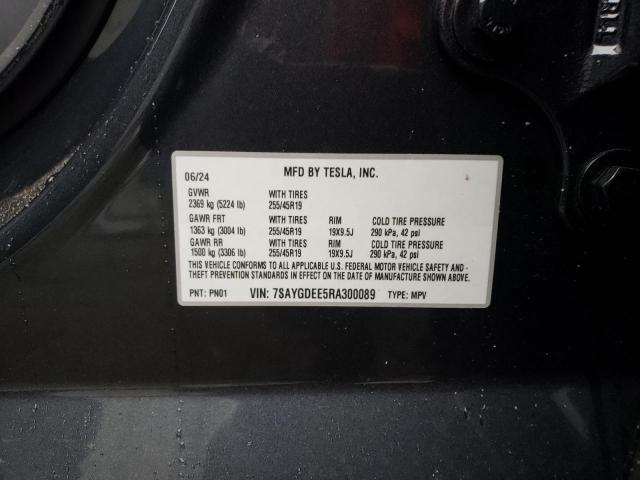 06/24 MFD BY TESLA, INC.
GVWR WITH TIRES
2369 kg (5224 lb) 255/45R19
GAWR FRT WITH TIRES RIM COLD TIRE PRESSURE
1363 kg (3004 lb) 255/45R19 19X9.5J 290 kPa, 42 psi
GAWR RR WITH TIRES RIM COLD TIRE PRESSURE
1500 kg (3306 lb) 255/45R19 19X9.5J 290 kPa, 42 psi
THIS VEHICLE CONFORMS TO ALL APPLICABLE U.S. FEDERAL MOTOR VEHICLE SAFETY AND -
THEFT PREVENTION STANDARDS IN EFFECT ON THE DATE OF MANUFACTURE SHOWN ABOVE.
PNT: PN01 VIN: 7SAYGDEE5RA300089 TYPE: MPV